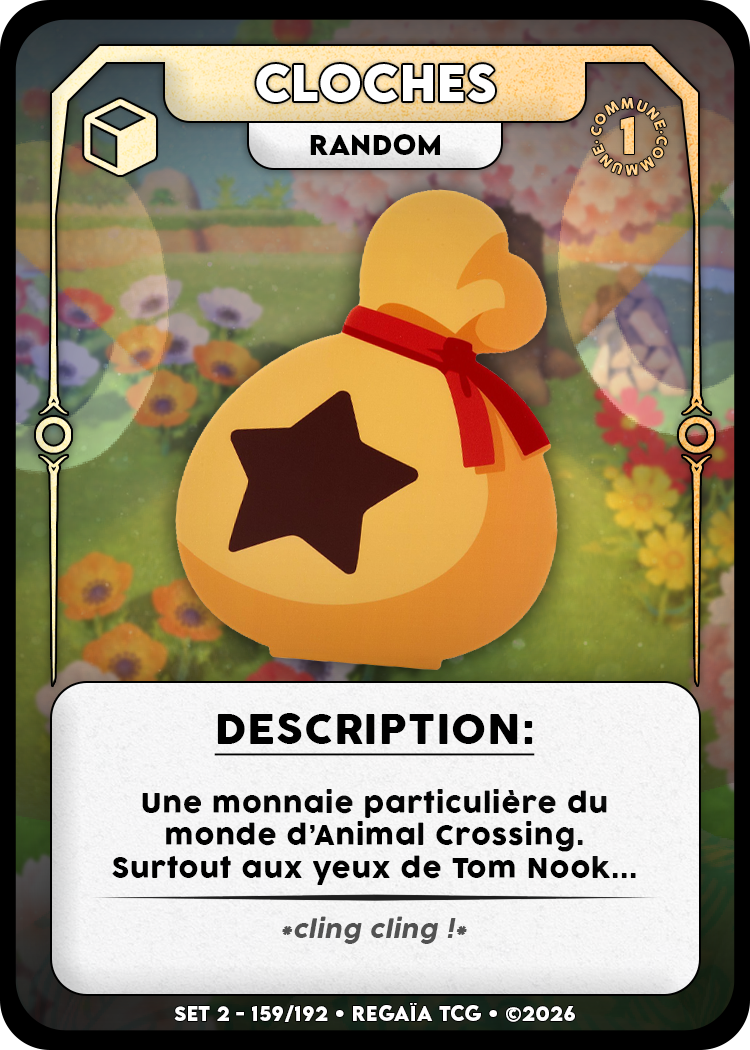 CLOCHES
RANDOM
COMMUNE·COMMUNE·
1
DESCRIPTION:
Une monnaie particulière du
monde d’Animal Crossing.
Surtout aux yeux de Tom Nook...
*cling cling !*
SET 2 - 159/192 • REGAÏA TCG • ©2026